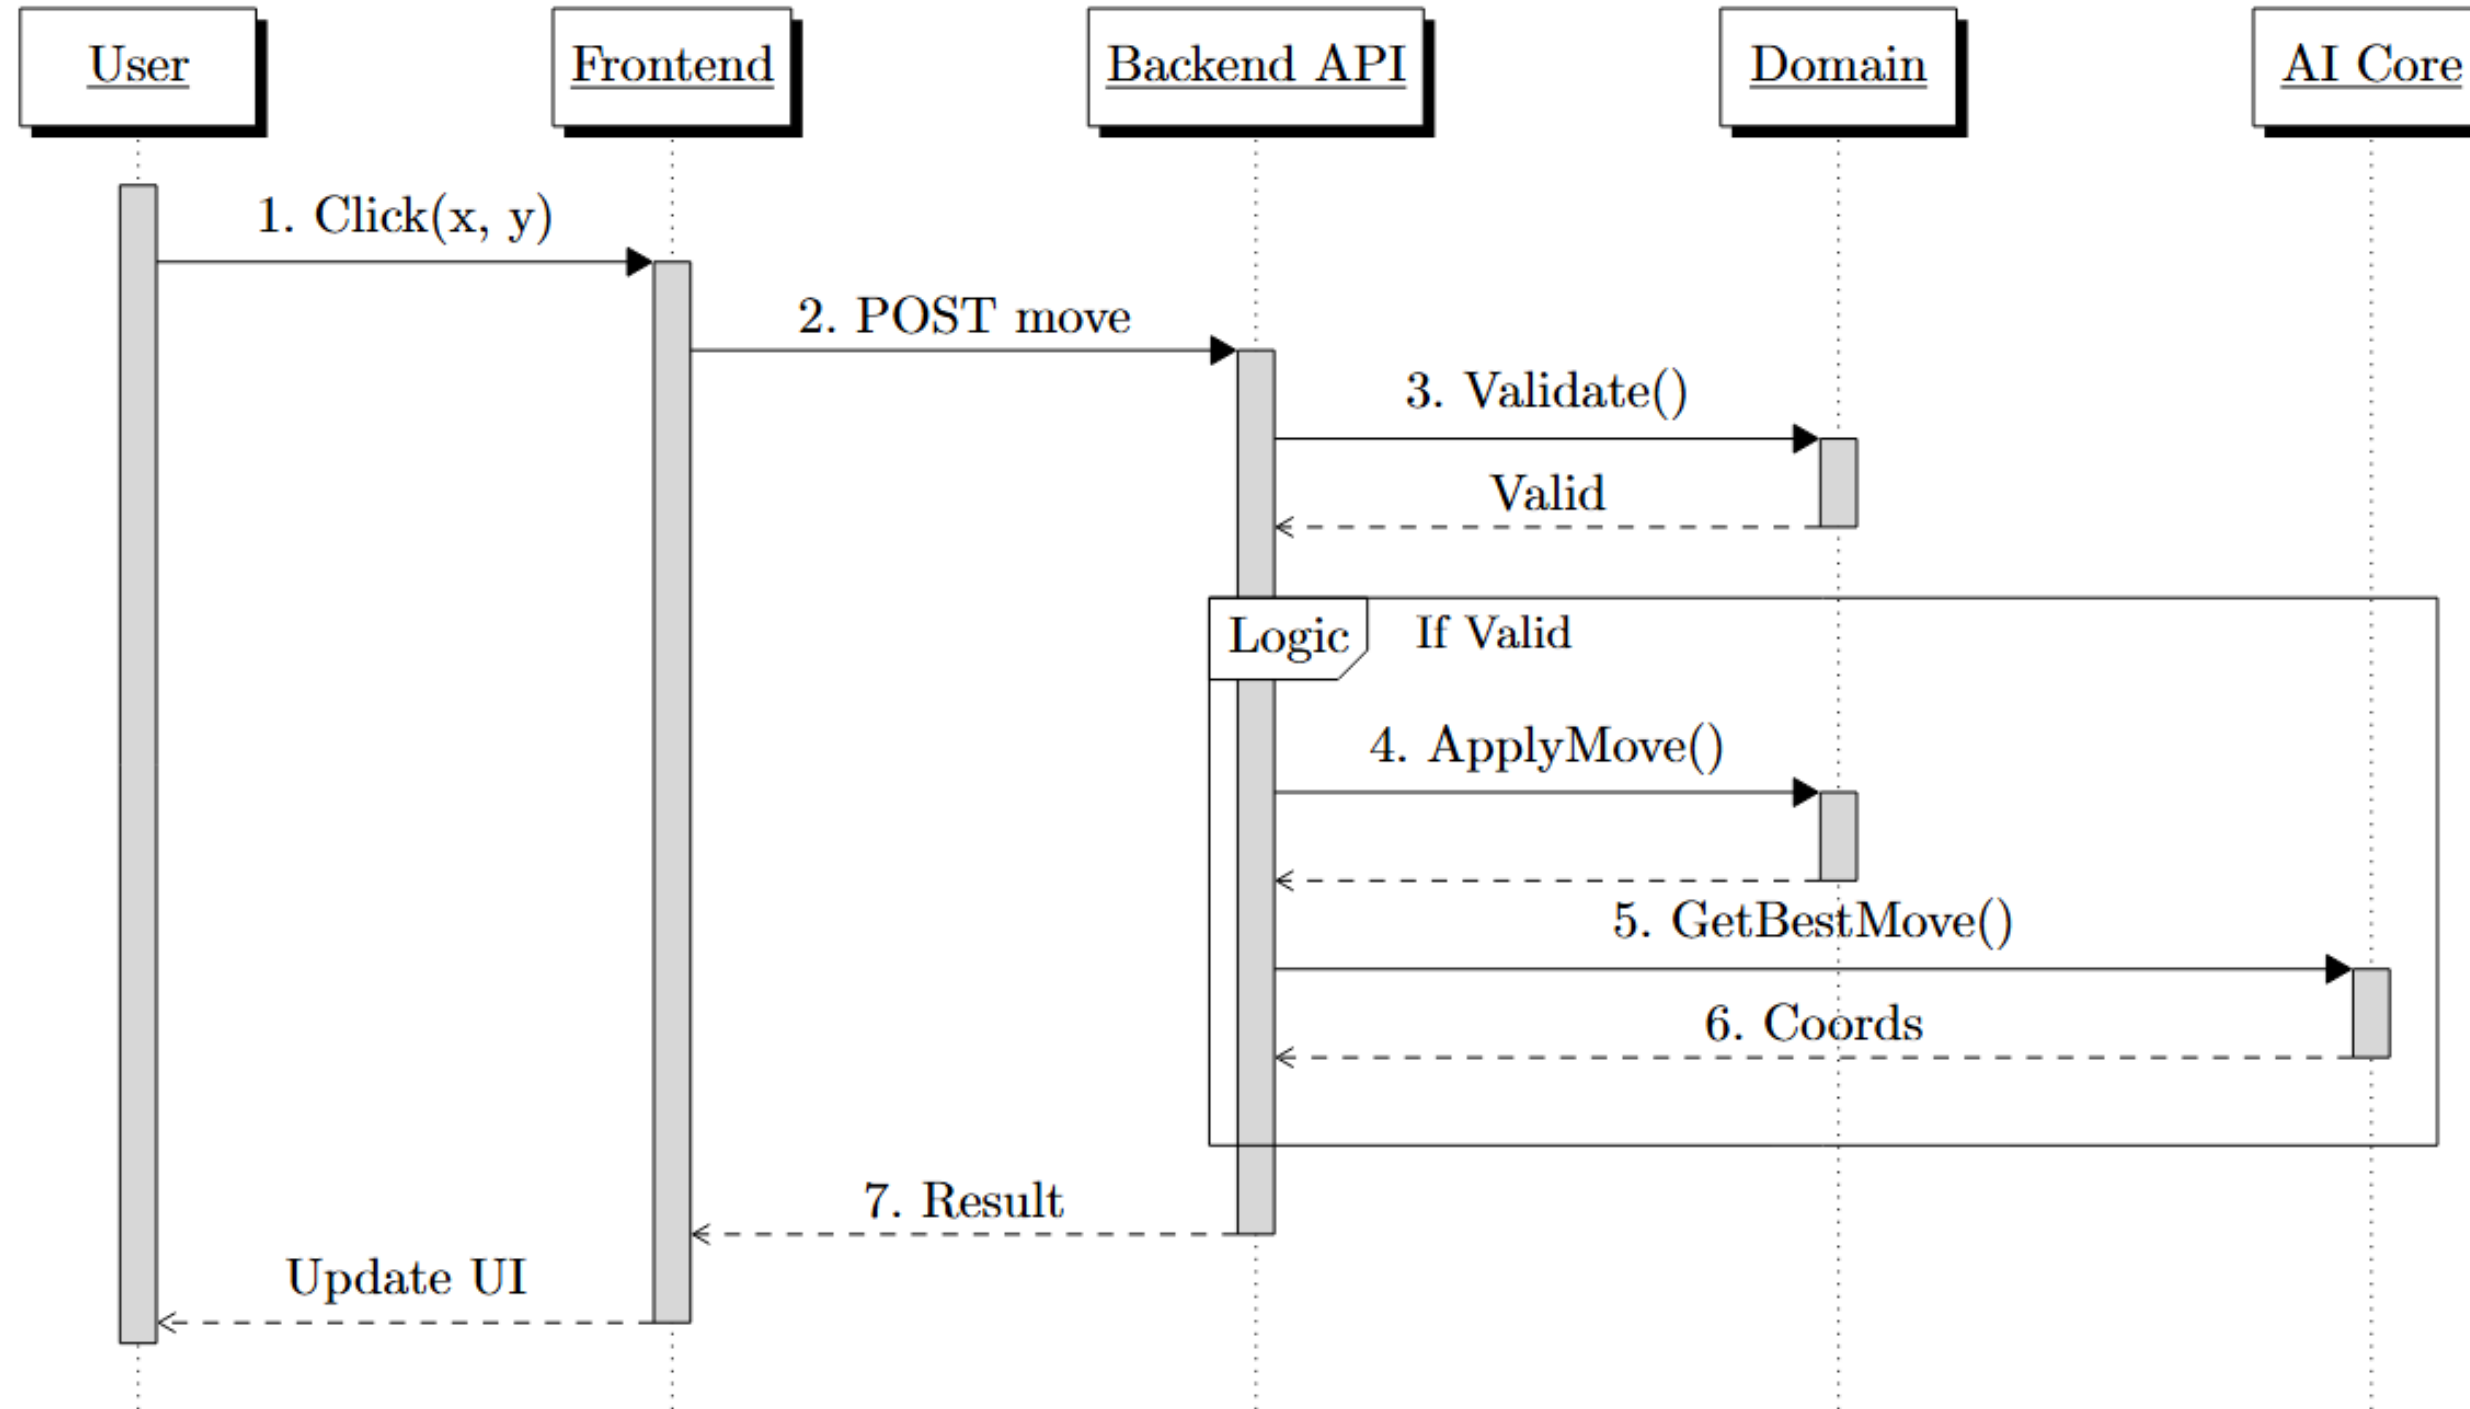 User
Frontend
Backend API
Domain
AI Core
1. Click(x, y)
2. POST move
3. Validate()
Valid
Logic
If Valid
4. ApplyMove()
5. GetBestMove()
6. Coords
7. Result
Update UI